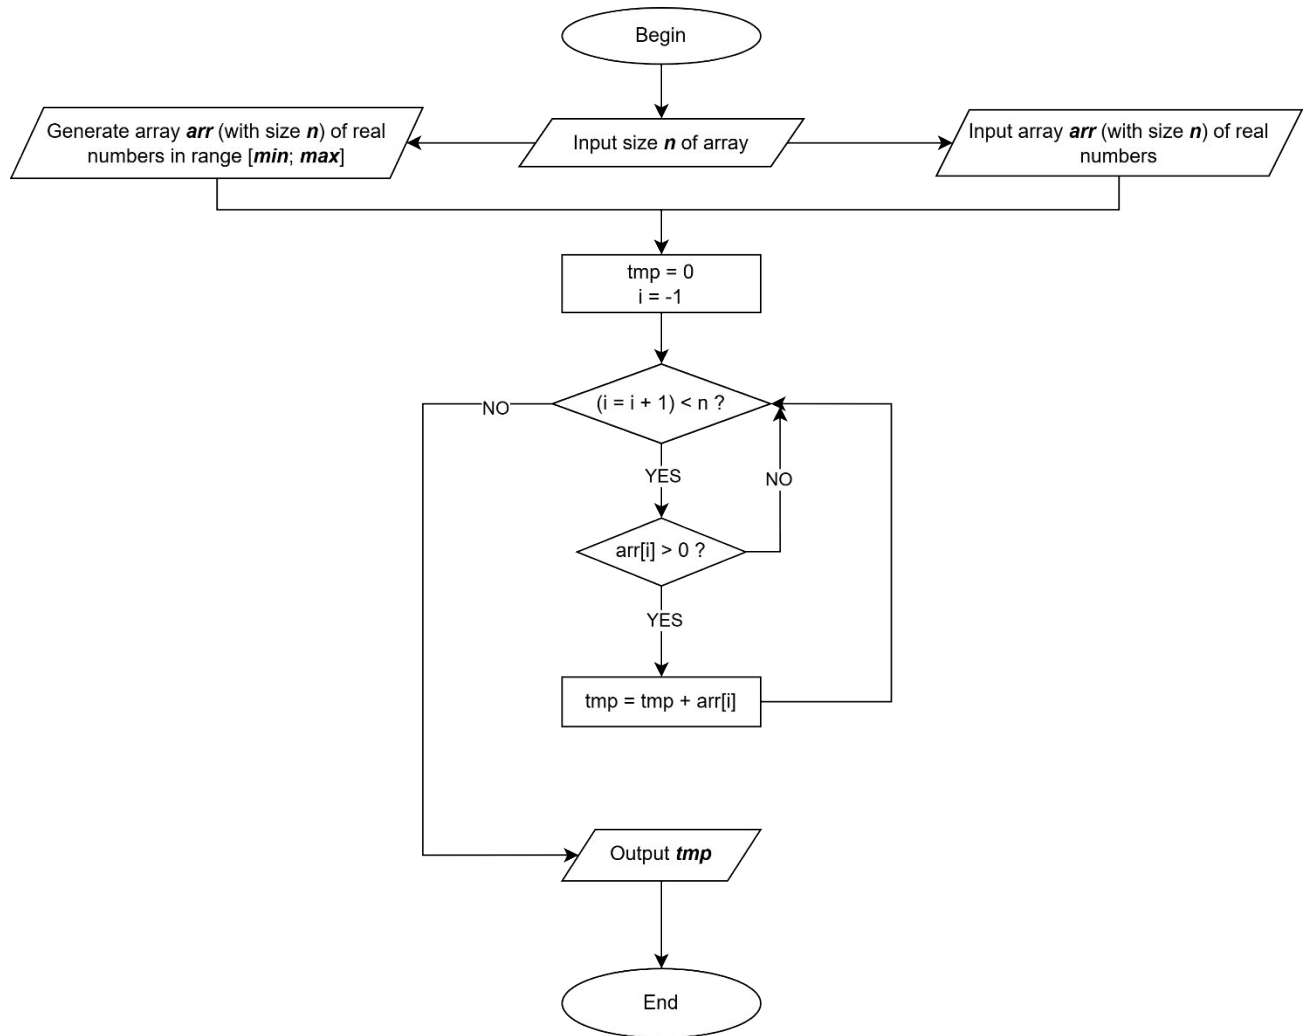 Begin
Generate array arr (with size n) of real
numbers in range [min; max]
Input size n of array
Input array arr (with size n) of real
numbers
tmp = 0
i = -1
(i = i + 1) < n ?
NO
YES
NO
arr[i] > 0 ?
YES
tmp = tmp + arr[i]
Output tmp
End